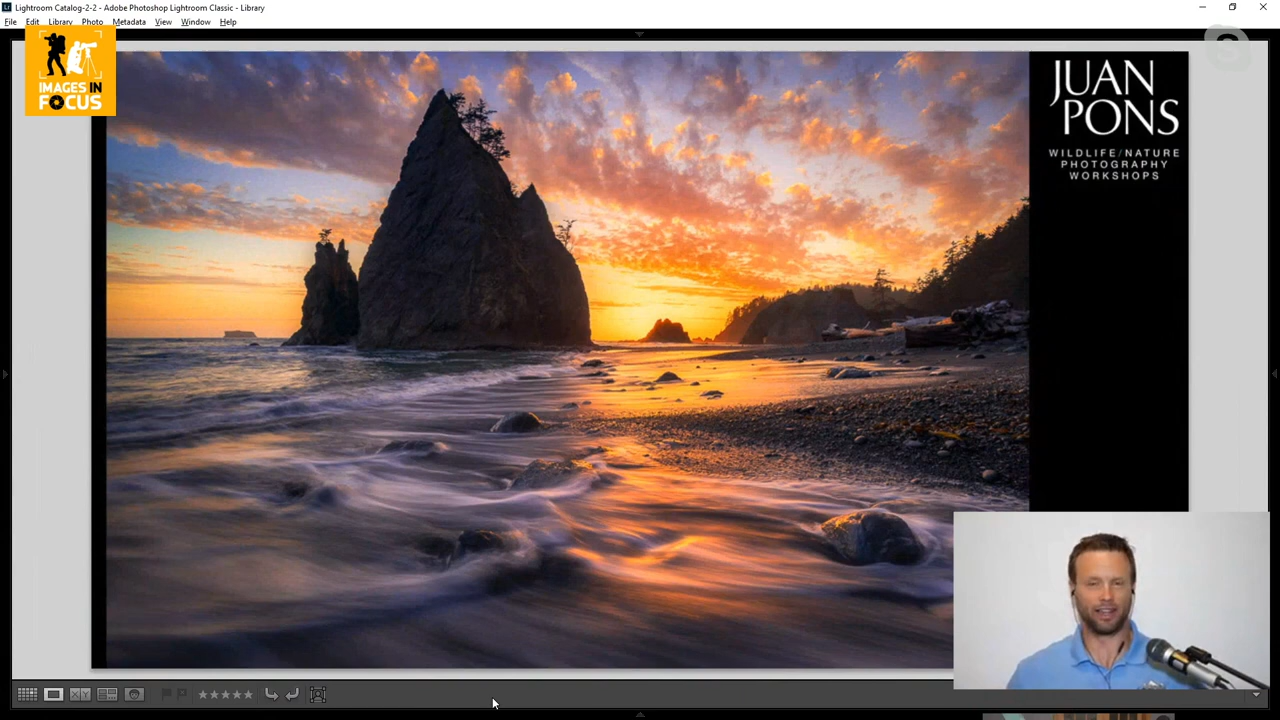 Lightroom Catalog-2-2 - Adobe Photoshop Lightroom Classic - Library
File Edit Library Photo Metadata View Window Help
IMAGES IN
FOCUS
JUAN
PONS
WILDLIFE/NATURE
PHOTOGRAPHY
WORKSHOPS
S
X Y